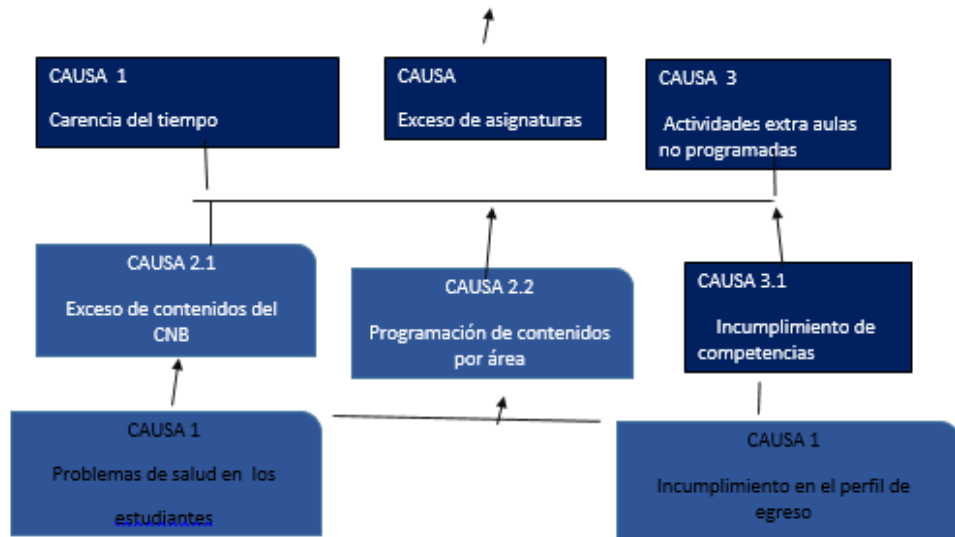 CAUSA 1
Carencia del tiempo
CAUSA
Exceso de asignaturas
CAUSA 3
Actividades extra aulas
no programadas
CAUSA 2.1
Exceso de contenidos del
CNB
CAUSA 2.2
Programación de contenidos
por área
CAUSA 3.1
Incumplimiento de
competencias
CAUSA 1
Problemas de salud en los
estudiantes
CAUSA 1
Incumplimiento en el perfil de
egreso